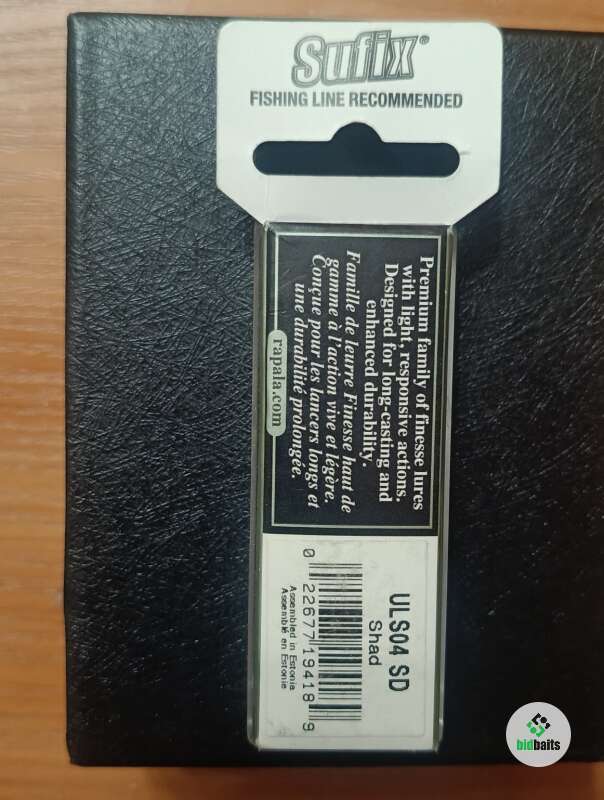 Sufix®
FISHING LINE RECOMMENDED
Premium family of finesse lures
with light, responsive actions.
Designed for long-casting and
enhanced durability.
Famille de leurre Finesse haut de
gamme à l'action vive et légère.
Conçue pour les lancers longs et
une durabilité prolongée.
rapala.com
ULS04 SD
Shad
0 22677 19418 9
Assembled in Estonia
Assemblé en Estonie
bidbaits